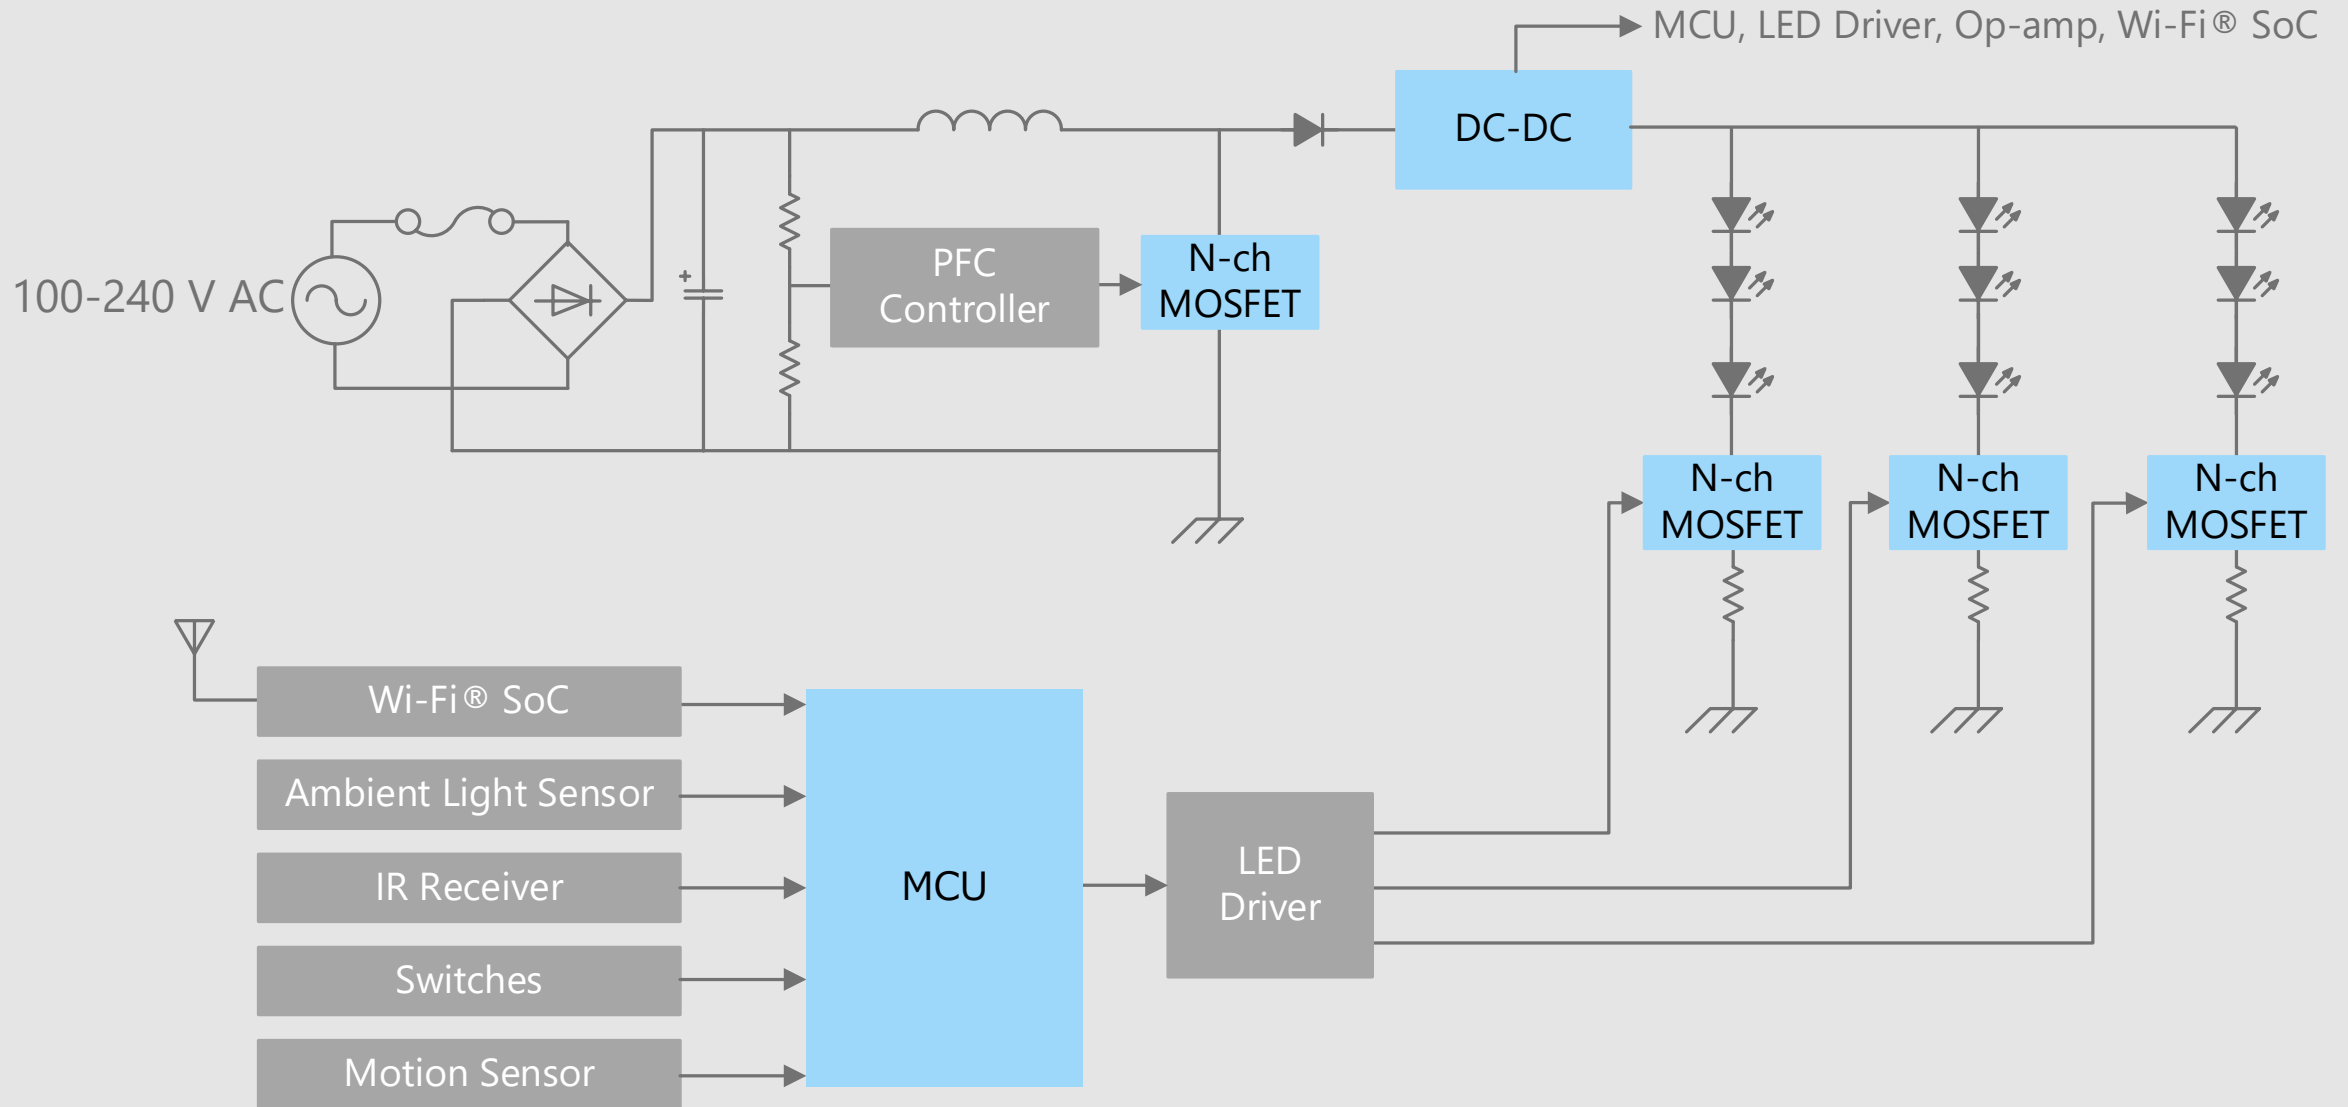 MCU, LED Driver, Op-amp, Wi-Fi® SoC
DC-DC
100-240 V AC
PFC
Controller
N-ch
MOSFET
N-ch
MOSFET
N-ch
MOSFET
N-ch
MOSFET
Wi-Fi® SoC
Ambient Light Sensor
IR Receiver
Switches
Motion Sensor
MCU
LED
Driver